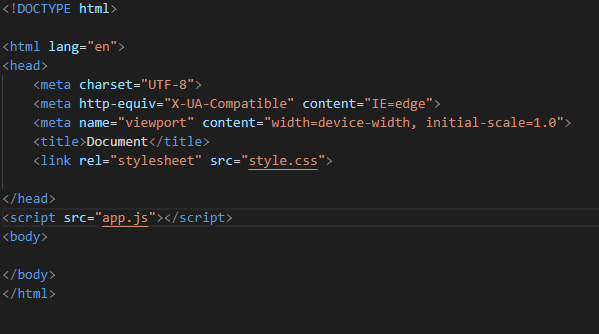 <!DOCTYPE html>
<html lang="en">
<head>
<meta charset="UTF-8">
<meta http-equiv="X-UA-Compatible" content="IE=edge">
<meta name="viewport" content="width=device-width, initial-scale=1.0">
<title>Document</title>
<link rel="stylesheet" src="style.css">
</head>
<script src="app.js"></script>
<body>
</body>
</html>